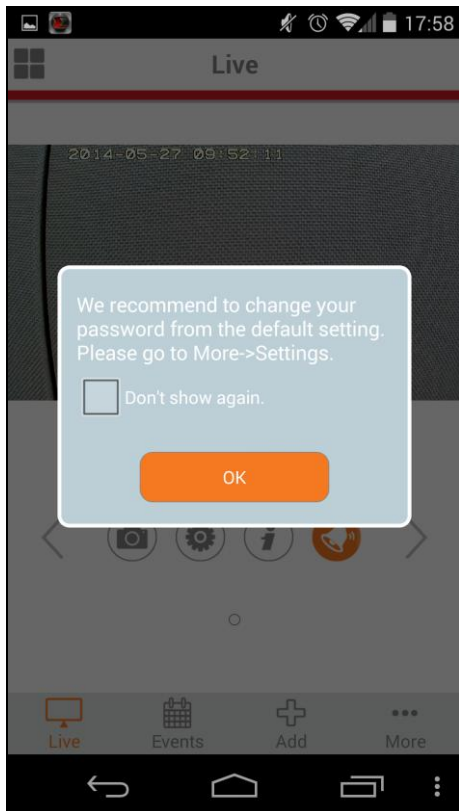 17:58
Live
2014-05-27 09:52:11
We recommend to change your
password from the default setting.
Please go to More->Settings.
Don't show again.
OK
Live
Events
Add
More